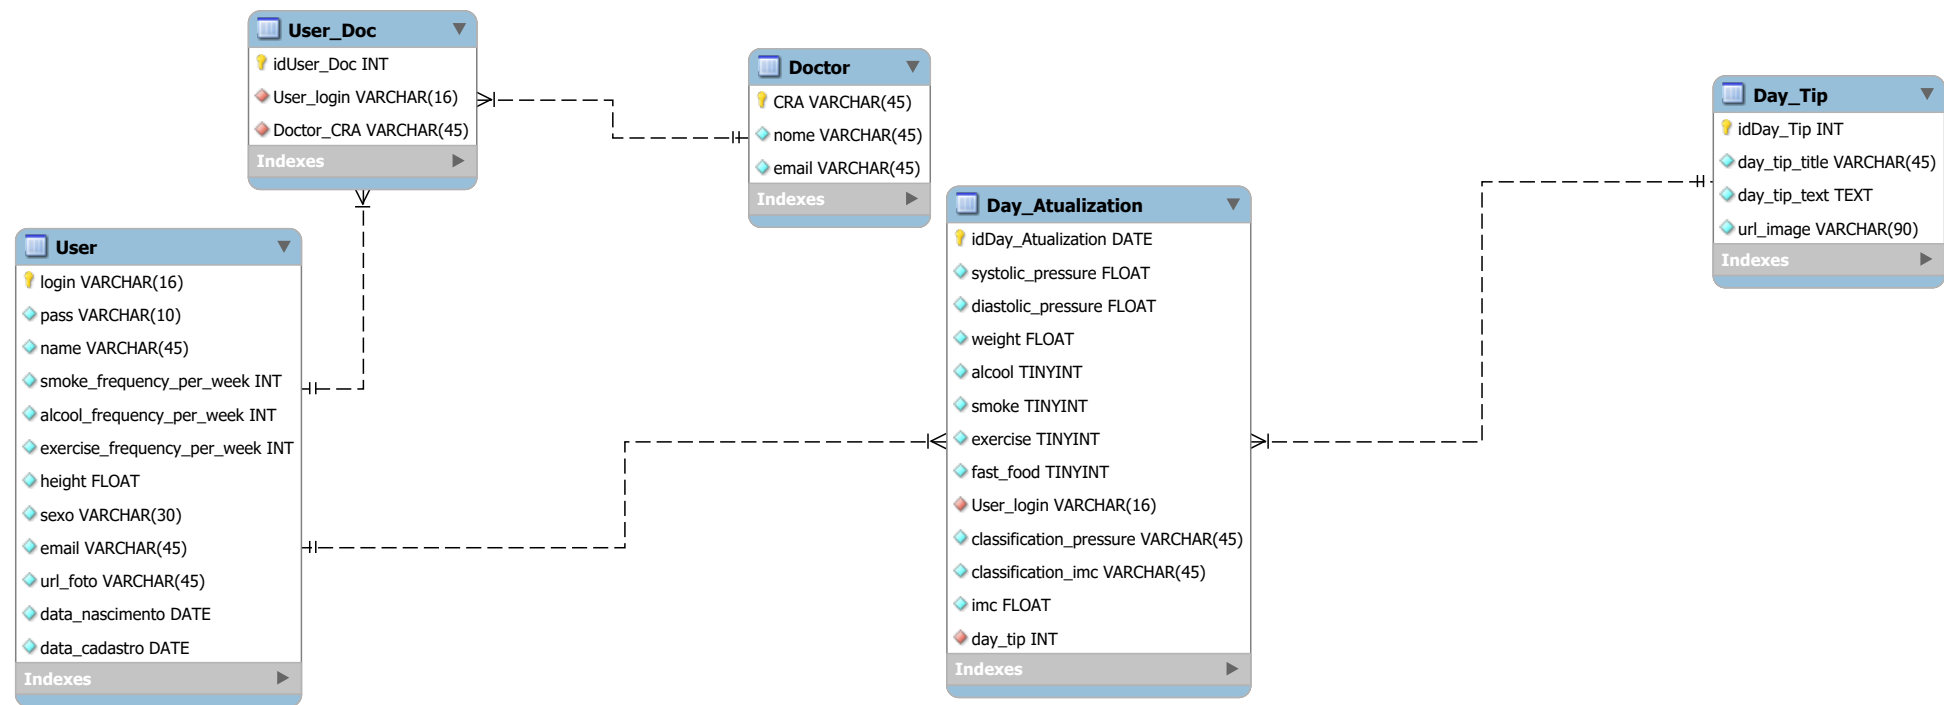 User_Doc
idUser_Doc INT
User_login VARCHAR(16)
Doctor_CRA VARCHAR(45)
Indexes
Doctor
CRA VARCHAR(45)
nome VARCHAR(45)
email VARCHAR(45)
Indexes
Day_Tip
idDay_Tip INT
day_tip_title VARCHAR(45)
day_tip_text TEXT
url_image VARCHAR(90)
Indexes
User
login VARCHAR(16)
pass VARCHAR(10)
name VARCHAR(45)
smoke_frequency_per_week INT
alcool_frequency_per_week INT
exercise_frequency_per_week INT
height FLOAT
sexo VARCHAR(30)
email VARCHAR(45)
url_foto VARCHAR(45)
data_nascimento DATE
data_cadastro DATE
Indexes
Day_Atualization
idDay_Atualization DATE
systolic_pressure FLOAT
diastolic_pressure FLOAT
weight FLOAT
alcool TINYINT
smoke TINYINT
exercise TINYINT
fast_food TINYINT
User_login VARCHAR(16)
classification_pressure VARCHAR(45)
classification_imc VARCHAR(45)
imc FLOAT
day_tip INT
Indexes